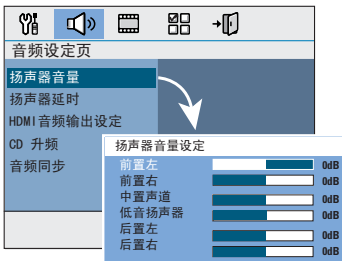 音频设定页
扬声器音量
扬声器延时
HDMI音频输出设定
CD 升频
音频同步
扬声器音量设定
前置左 0dB
前置右 0dB
中置声道 0dB
低音扬声器 0dB
后置左 0dB
后置右 0dB